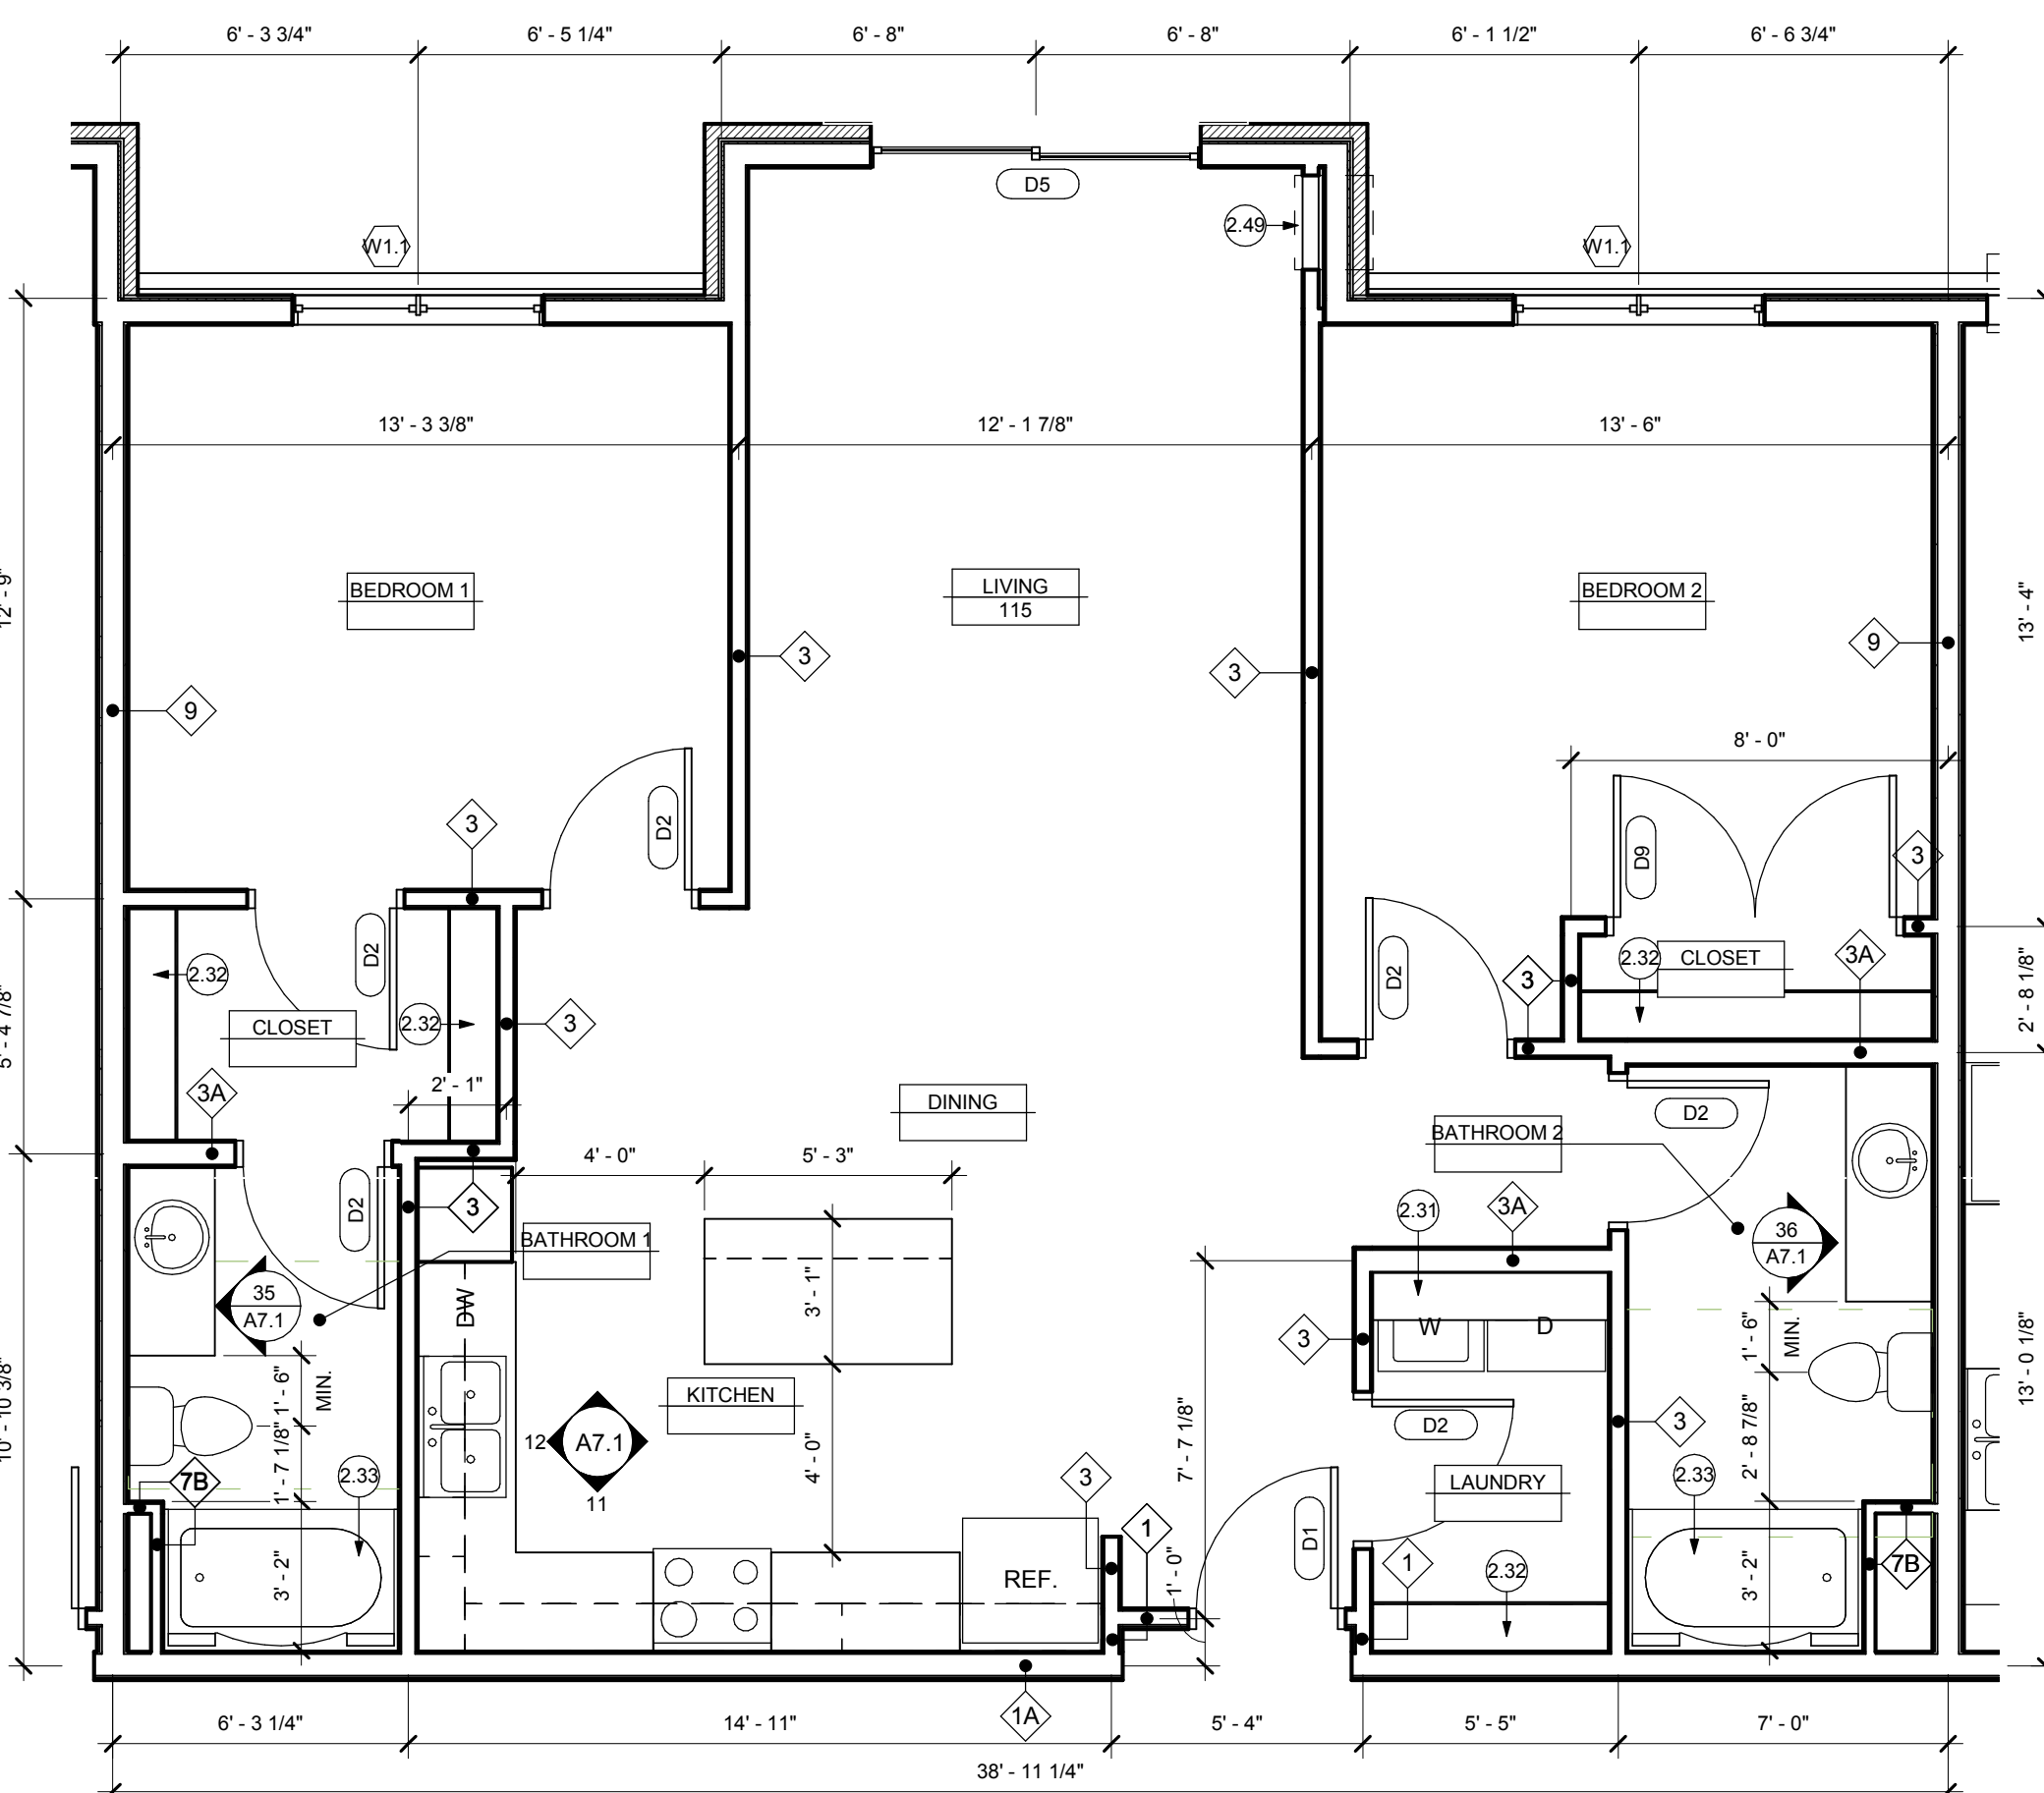 6' - 3 3/4"
6' - 5 1/4"
6' - 8"
6' - 8"
6' - 1 1/2"
6' - 6 3/4"
D5
2.49
W1.1
W1.1
13' - 3 3/8"
12' - 1 7/8"
13' - 6"
12' - 9"
BEDROOM 1
LIVING
115
BEDROOM 2
13' - 4"
3
3
9
9
8' - 0"
3
D2
D9
3
D2
2.32
CLOSET
2.32
3
D2
3
2.32
CLOSET
3A
5' - 4 7/8"
2' - 8 1/8"
3A
2' - 1"
DINING
BATHROOM 2
D2
4' - 0"
5' - 3"
D2
3
2.31
3A
BATHROOM 1
36
A7.1
35
A7.1
DW
3' - 1"
3
W
D
1' - 6"
MIN.
1' - 6"
MIN.
KITCHEN
12
A7.1
11
4' - 0"
7' - 7 1/8"
D2
3
2' - 8 7/8"
10' - 10 3/8"
13' - 0 1/8"
7B
1' - 7 1/8"
2.33
3
LAUNDRY
2.33
1
D1
1
2.32
7B
3' - 2"
REF.
1' - 0"
3' - 2"
1A
6' - 3 1/4"
14' - 11"
5' - 4"
5' - 5"
7' - 0"
38' - 11 1/4"